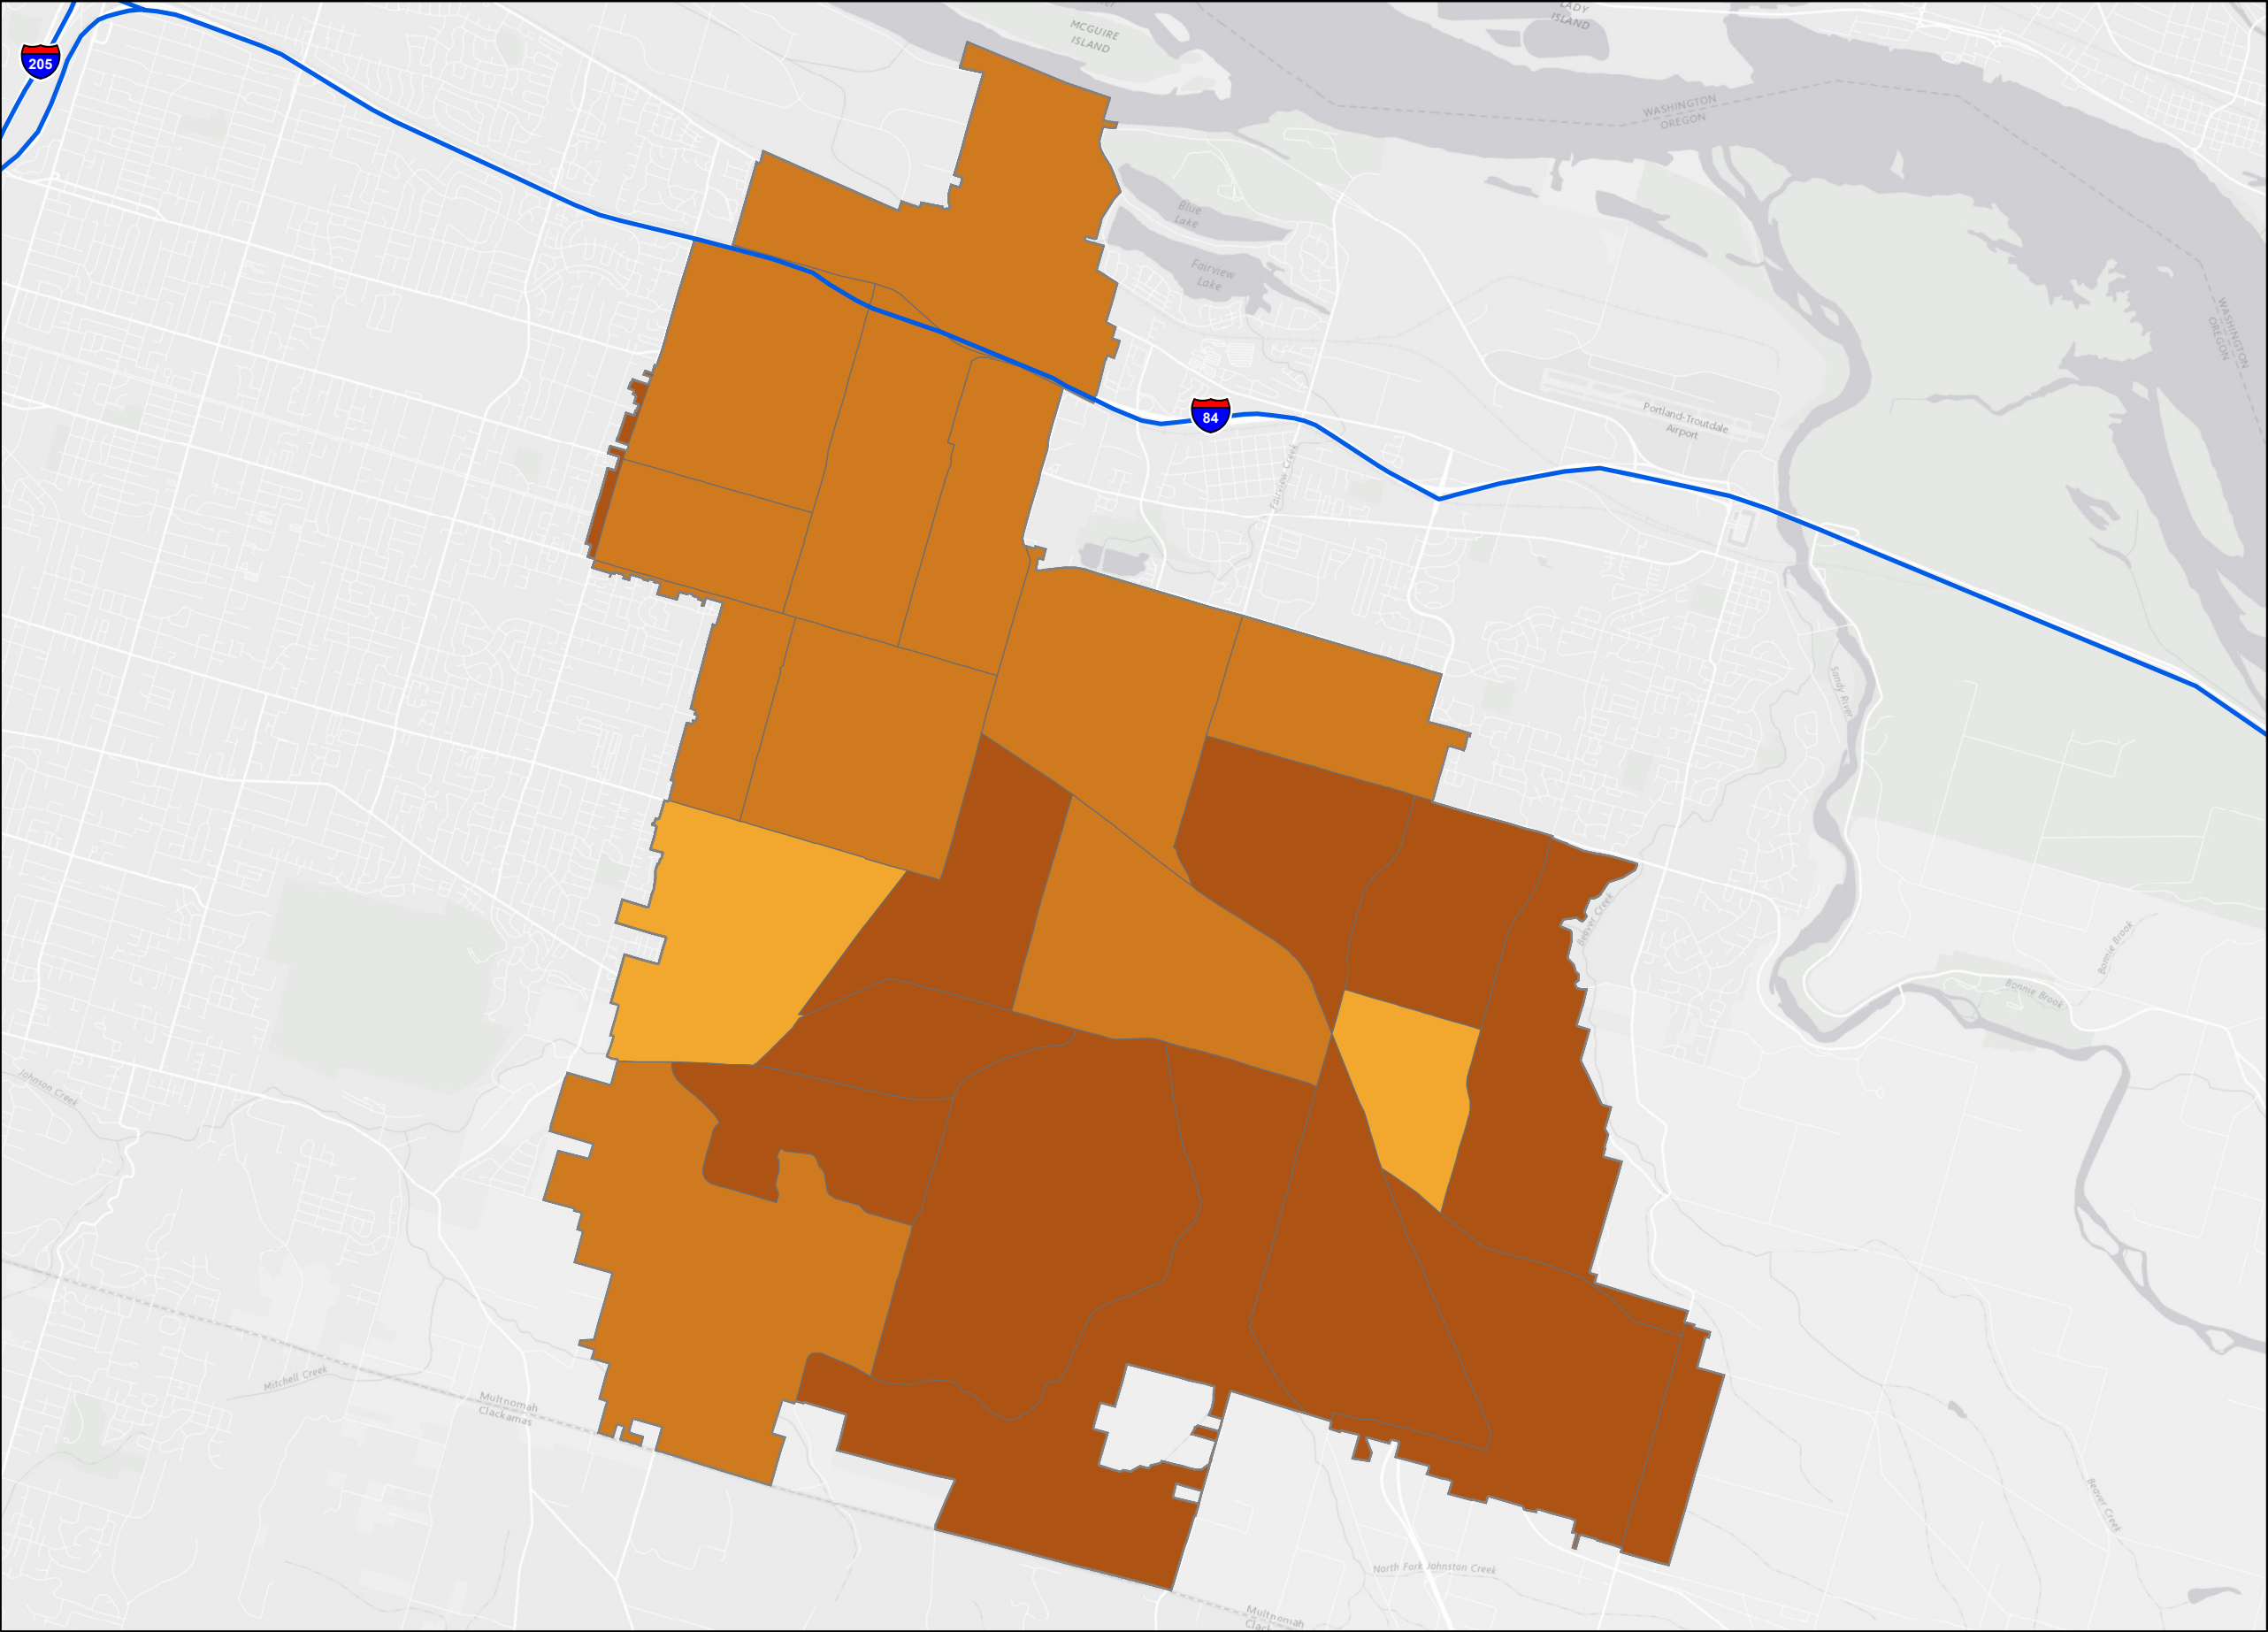 LADY
ISLAND
MCGUIRE
ISLAND
205
WASHINGTON
OREGON
Blue
Lake
Fairview
Lake
WASHINGTON
OREGON
84
Portland-Troutdale
Airport
Fairview Creek
Sandy River
Beaver Creek
Bonnie Brook
Bonnie Brook
Johnson Creek
Mitchell Creek
Multnomah
Clackamas
Beaver Creek
North Fork Johnston Creek
Multnomah